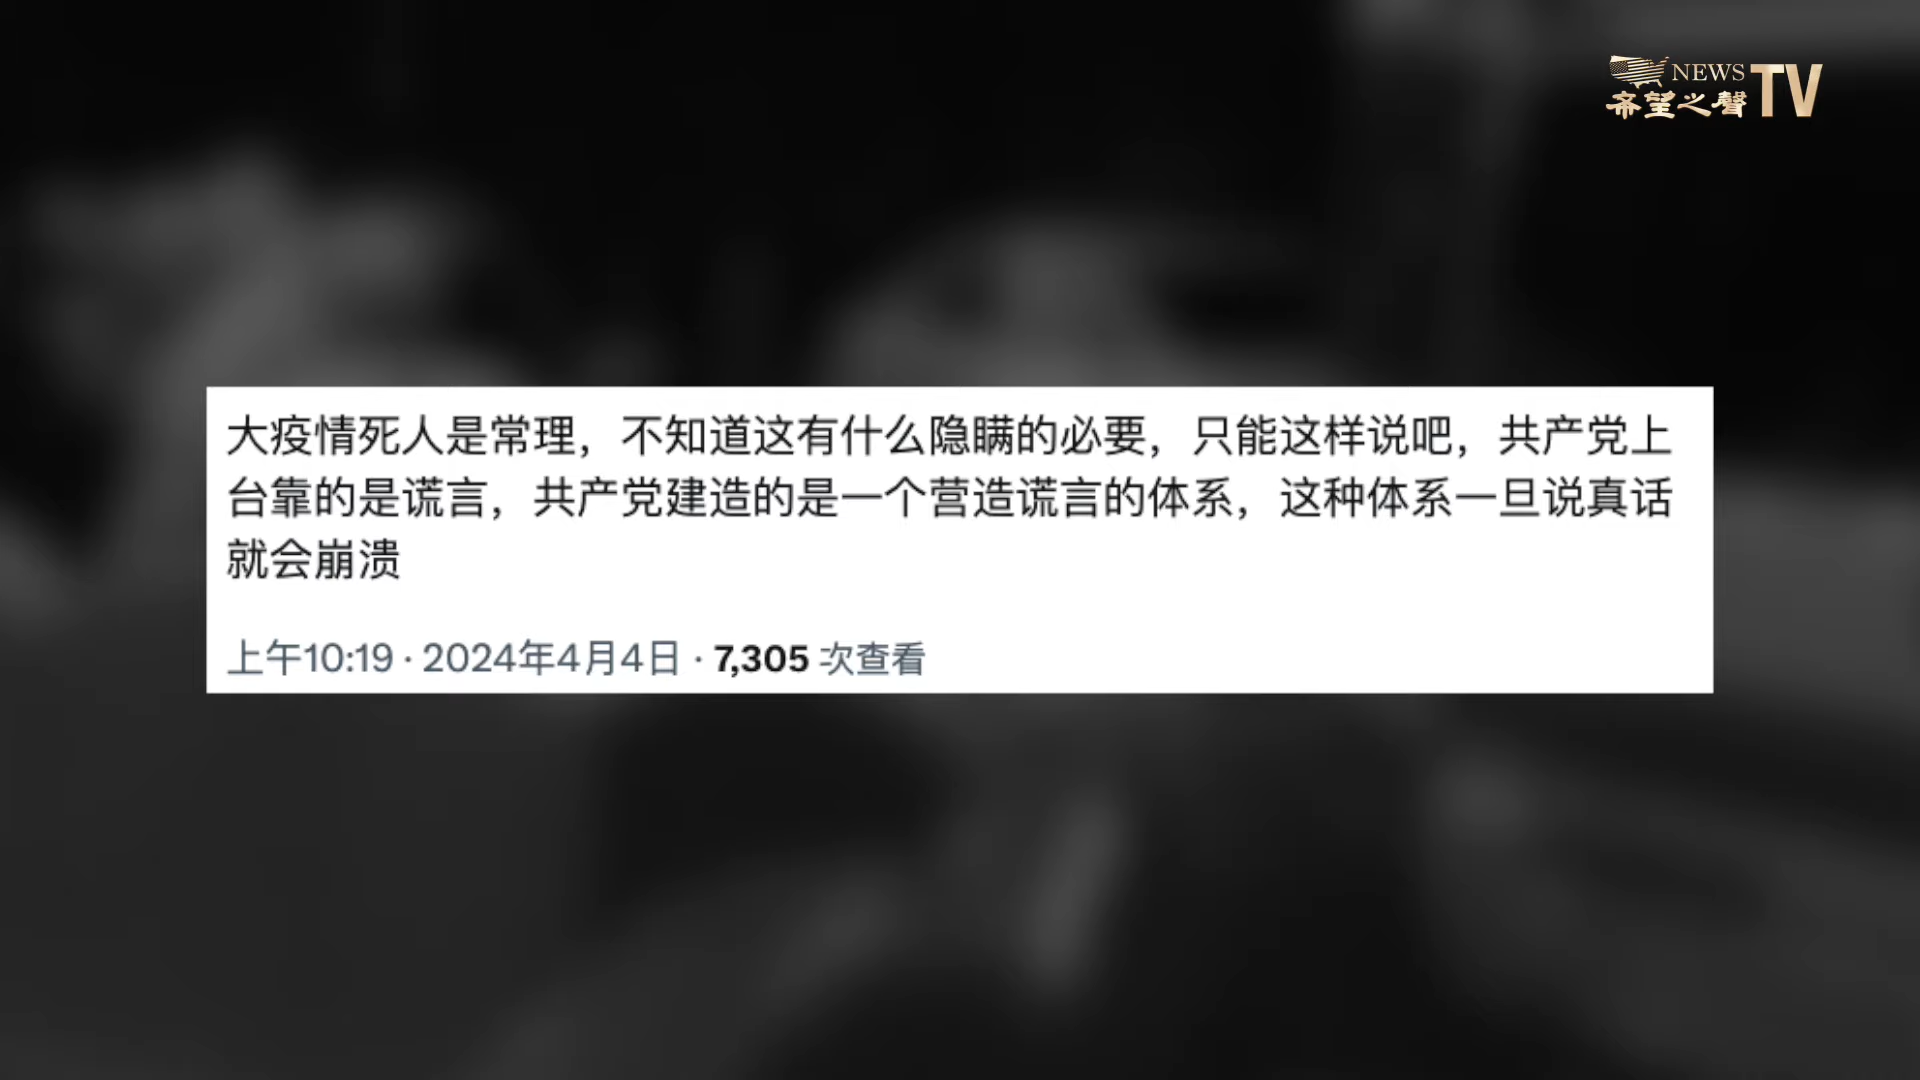 NEWS
希望之聲TV
大疫情死人是常理，不知道这有什么隐瞒的必要，只能这样说吧，共产党上
台靠的是谎言，共产党建造的是一个营造谎言的体系，这种体系一旦说真话
就会崩溃
上午10:19 · 2024年4月4日 · 7,305 次查看